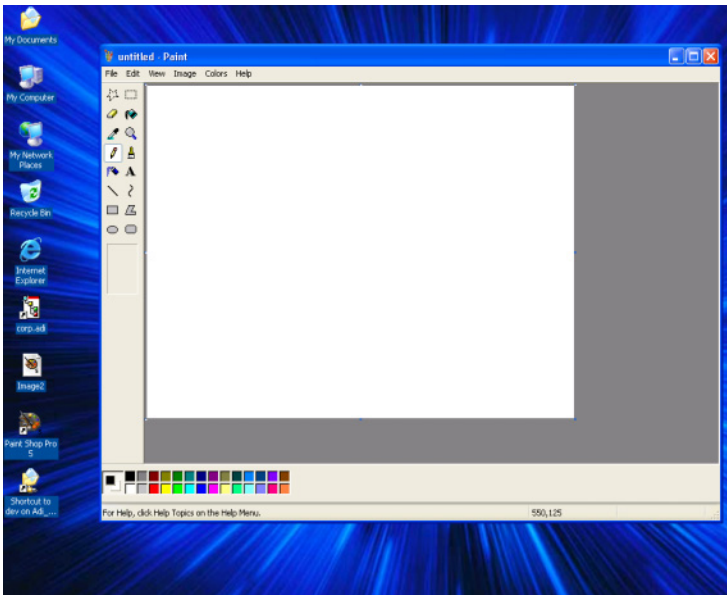 My Documents
My Computer
My Network
Places
Recycle Bin
Internet
Explorer
corp.adi
Image2
Paint Shop Pro
5
Shortcut to
dev on Adi_...
untitled - Paint
File Edit View Image Colors Help
A
For Help, click Help Topics on the Help Menu.
550,125